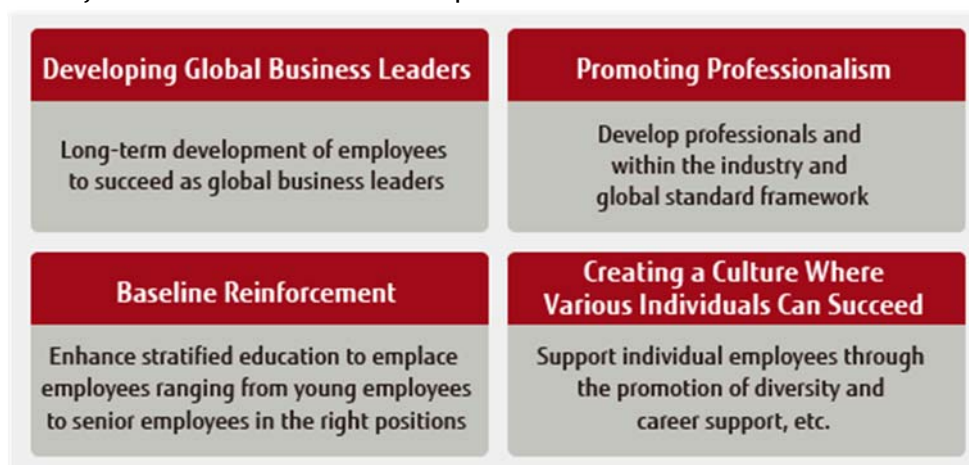 Developing Global Business Leaders
Long-term development of employees
to succeed as global business leaders
Promoting Professionalism
Develop professionals and
within the industry and
global standard framework
Baseline Reinforcement
Enhance stratified education to emplace
employees ranging from young employees
to senior employees in the right positions
Creating a Culture Where
Various Individuals Can Succeed
Support individual employees through
the promotion of diversity and
career support, etc.